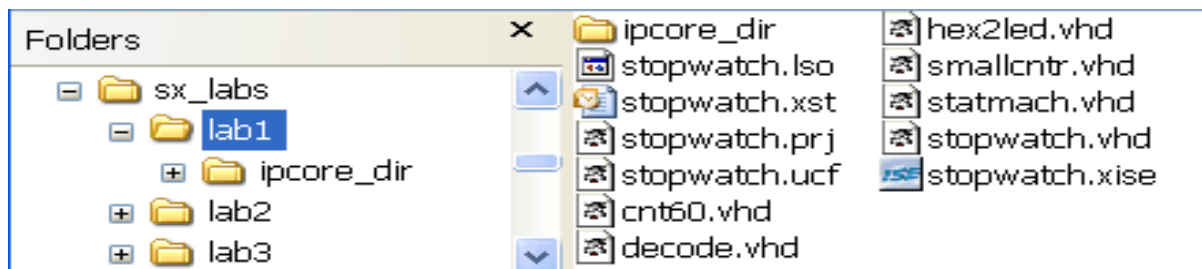 Folders
sx_labs
lab1
ipcore_dir
lab2
lab3
ipcore_dir
stopwatch.lso
stopwatch.xst
stopwatch.prj
stopwatch.ucf
cnt60.vhd
decode.vhd
hex2led.vhd
smallcntr.vhd
statmach.vhd
stopwatch.vhd
ISE stopwatch.xise